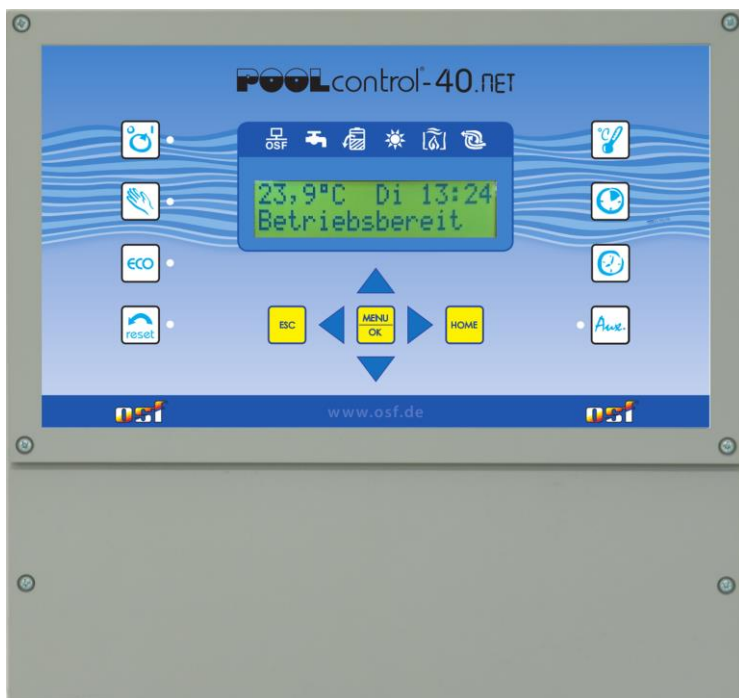 POOLcontrol®-40.NET
OSF
23,9°C Di 13:24
Betriebsbereit
°C
ECO
reset
ESC
MENU
OK
HOME
Aux.
osf
www.osf.de
osf